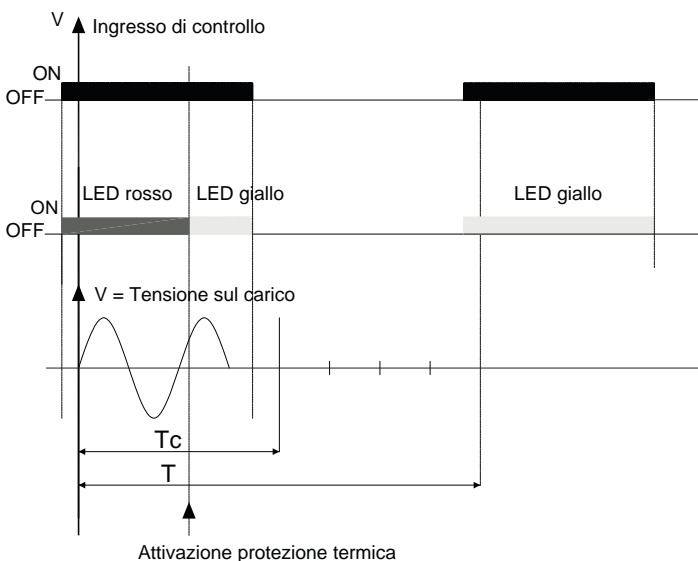 V
Ingresso di controllo
ON
OFF
LED rosso
LED giallo
LED giallo
ON
OFF
V = Tensione sul carico
Tc
T
Attivazione protezione termica